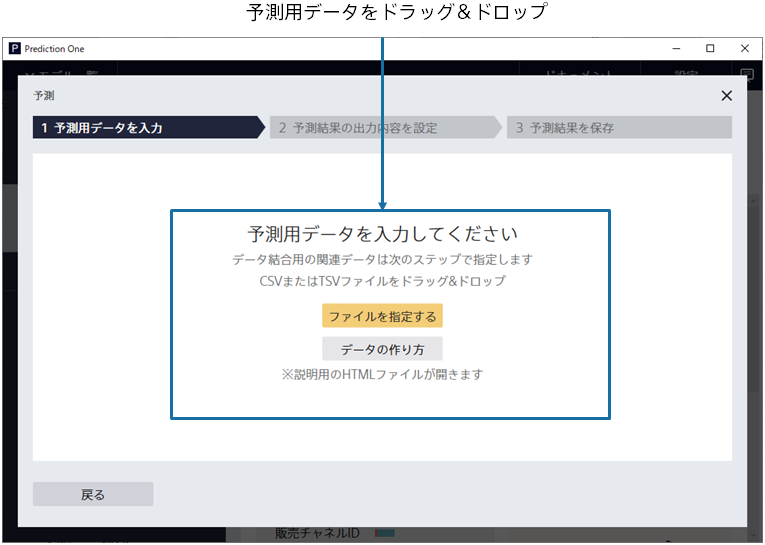 予測用データをドラッグ＆ドロップ
P Prediction One
予測
1 予測用データを入力
2 予測結果の出力内容を設定
3 予測結果を保存
予測用データを入力してください
データ結合用の関連データは次のステップで指定します
CSVまたはTSVファイルをドラッグ&ドロップ
ファイルを指定する
データの作り方
※説明用のHTMLファイルが開きます
戻る
販売チャネルID